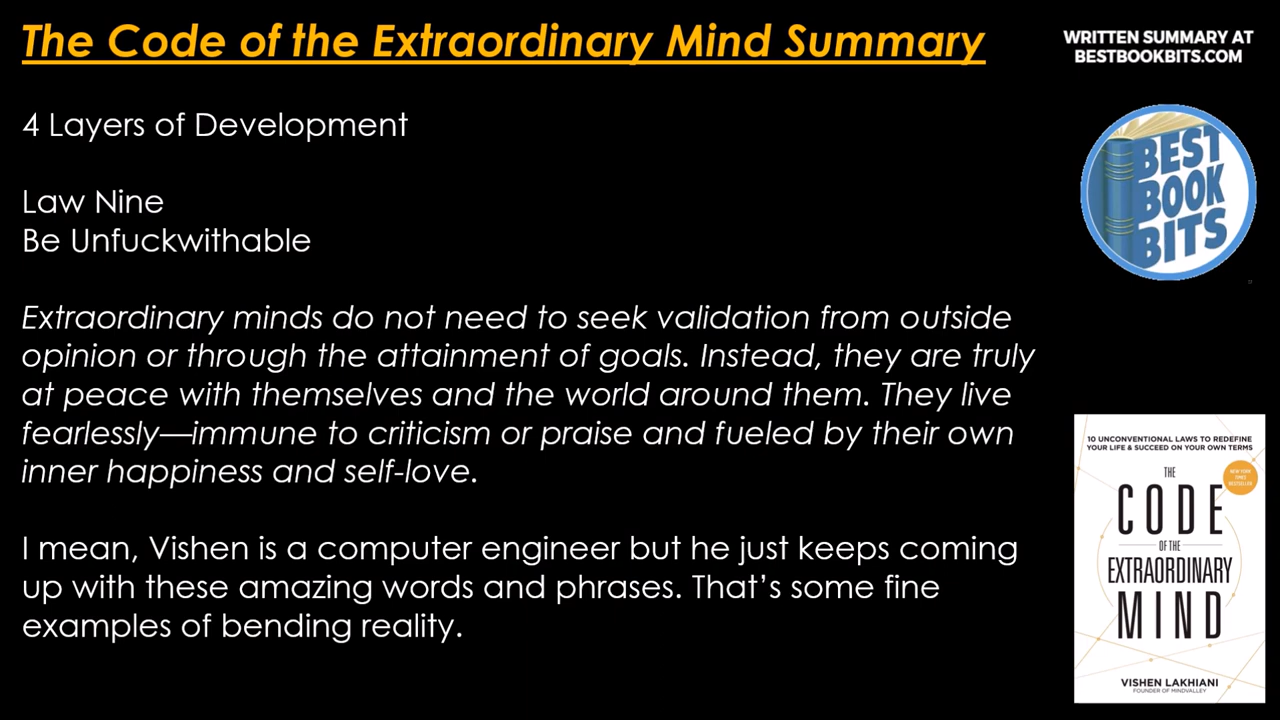 The Code of the Extraordinary Mind Summary
WRITTEN SUMMARY AT
BESTBOOKBITS.COM
4 Layers of Development
Law Nine
Be Unfuckwithable
Extraordinary minds do not need to seek validation from outside
opinion or through the attainment of goals. Instead, they are truly
at peace with themselves and the world around them. They live
fearlessly—immune to criticism or praise and fueled by their own
inner happiness and self-love.
I mean, Vishen is a computer engineer but he just keeps coming
up with these amazing words and phrases. That’s some fine
examples of bending reality.
BEST
BOOK
BITS
10 UNCONVENTIONAL LAWS TO REDEFINE
YOUR LIFE & SUCCEED ON YOUR OWN TERMS
NEW YORK
TIMES
BESTSELLER
THE
CODE
OF THE
EXTRAORDINARY
MIND
VISHEN LAKHIANI
FOUNDER OF MINDVALLEY